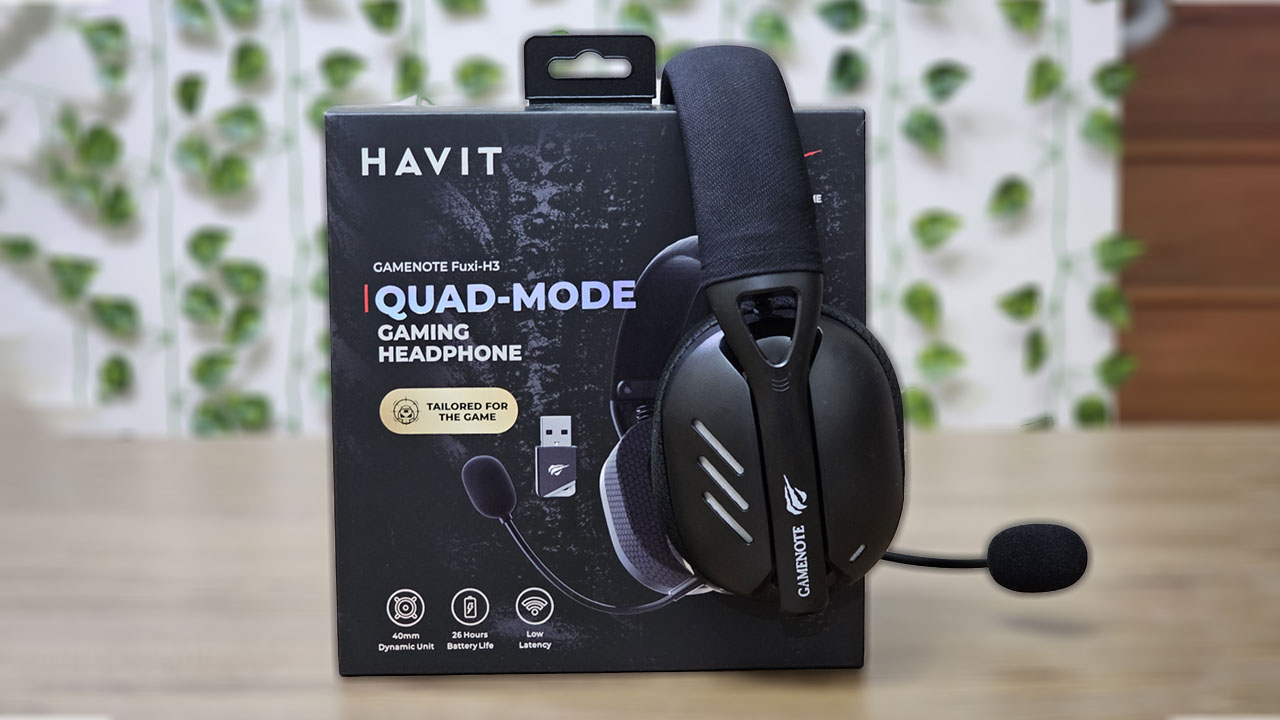 HAVIT
GAMENOTE Fuxi-H3
QUAD-MODE
GAMING
HEADPHONE
TAILORED FOR
THE GAME
GAMENOTE
40mm
Dynamic Unit
26 Hours
Battery Life
Low
Latency